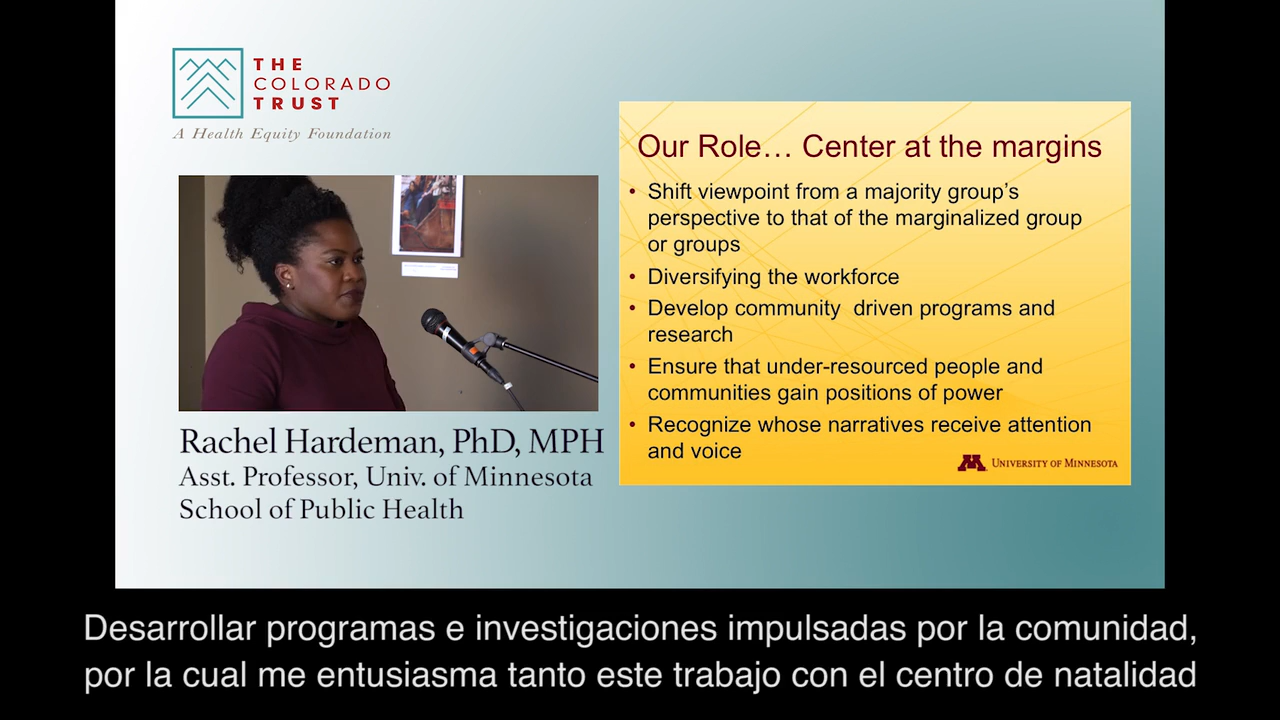 THE
COLORADO
TRUST
A Health Equity Foundation
Rachel Hardeman, PhD, MPH
Asst. Professor, Univ. of Minnesota
School of Public Health
Our Role… Center at the margins
• Shift viewpoint from a majority group’s
perspective to that of the marginalized group
or groups
• Diversifying the workforce
• Develop community  driven programs and
research
• Ensure that under-resourced people and
communities gain positions of power
• Recognize whose narratives receive attention
and voice
M UNIVERSITY OF MINNESOTA
Desarrollar programas e investigaciones impulsadas por la comunidad,
por la cual me entusiasma tanto este trabajo con el centro de natalidad